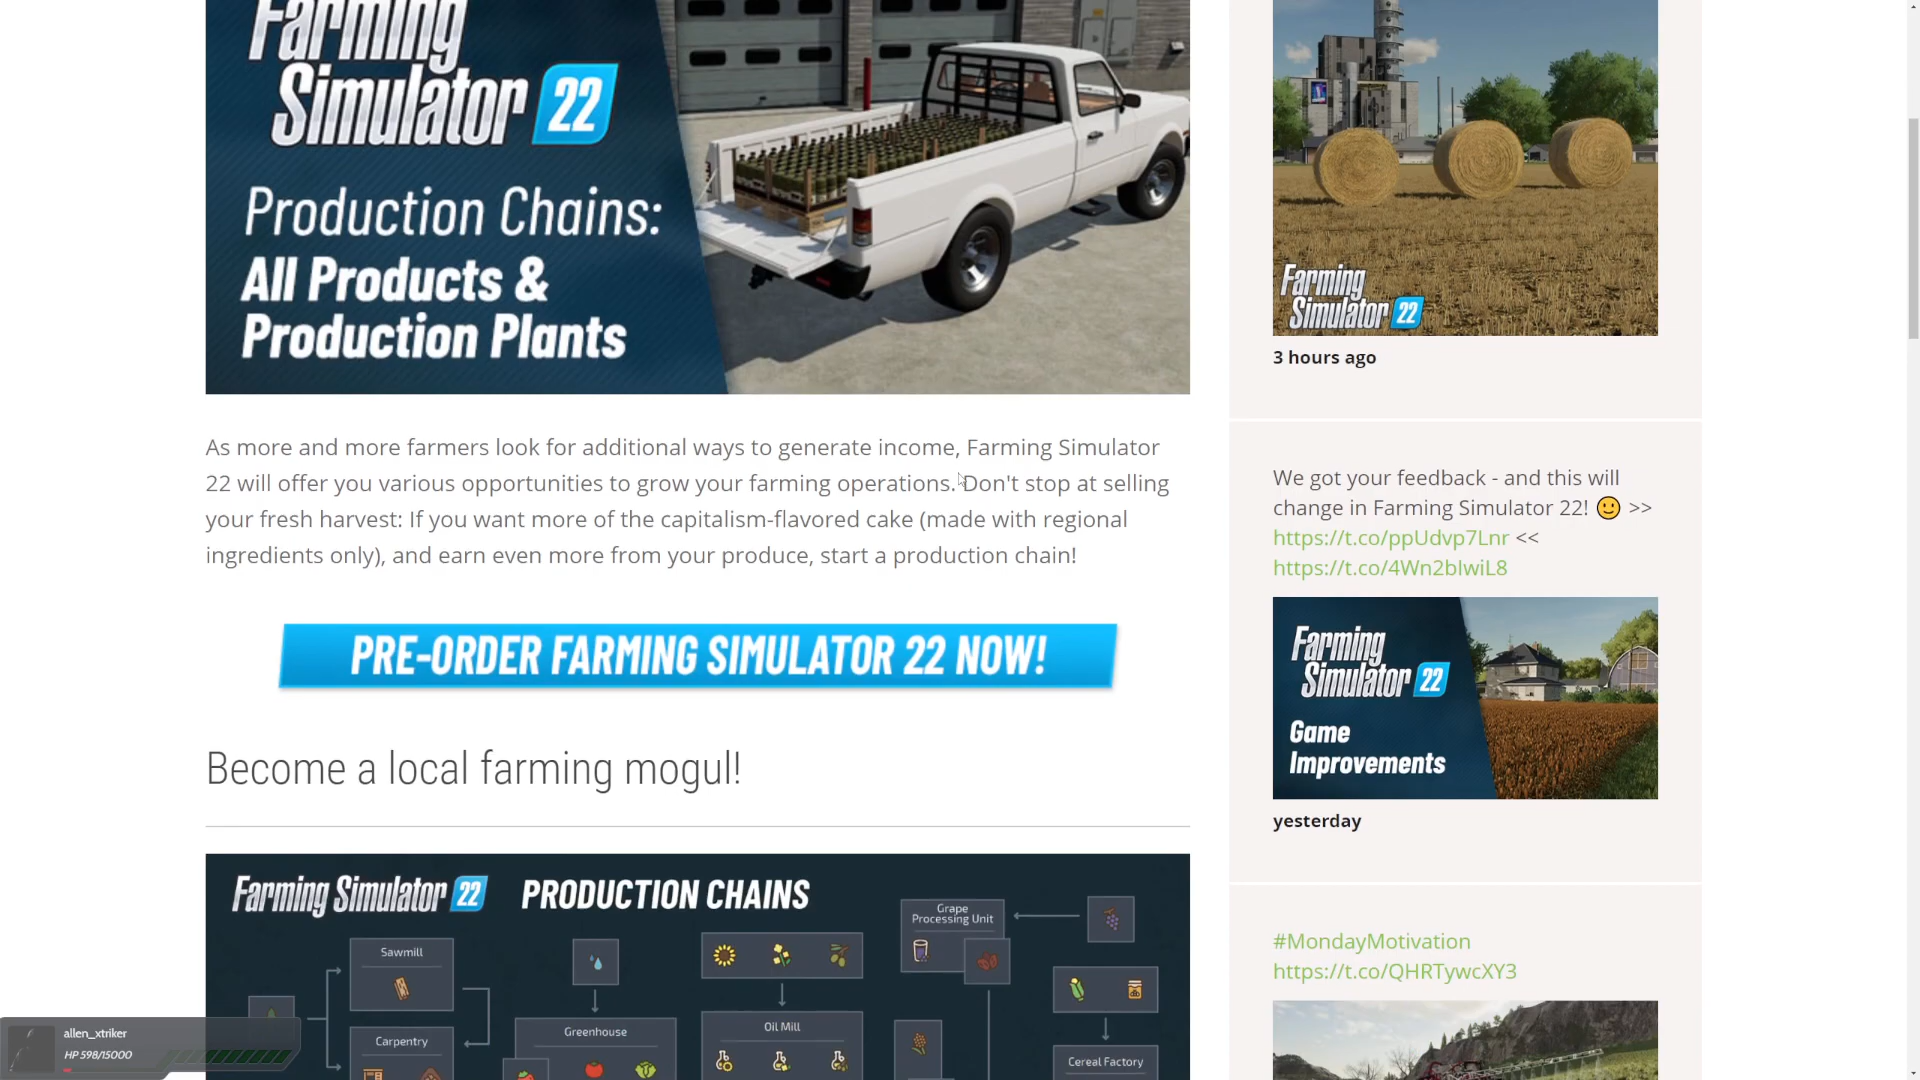 Farming
Simulator 22
Production Chains:
All Products &
Production Plants
As more and more farmers look for additional ways to generate income, Farming Simulator
22 will offer you various opportunities to grow your farming operations. Don't stop at selling
your fresh harvest: If you want more of the capitalism-flavored cake (made with regional
ingredients only), and earn even more from your produce, start a production chain!
PRE-ORDER FARMING SIMULATOR 22 NOW!
Become a local farming mogul!
Farming Simulator 22
PRODUCTION CHAINS
Sawmill
Carpentry
Greenhouse
Oil Mill
Grape
Processing Unit
Cereal Factory
allen_xtriker
HP 598/15000
Farming
Simulator 22
3 hours ago
We got your feedback - and this will
change in Farming Simulator 22! 🙂 >>
https://t.co/ppUdvp7Lnr <<
https://t.co/4Wn2bIwiL8
Farming
Simulator 22
Game
Improvements
yesterday
#MondayMotivation
https://t.co/QHRTywcXY3